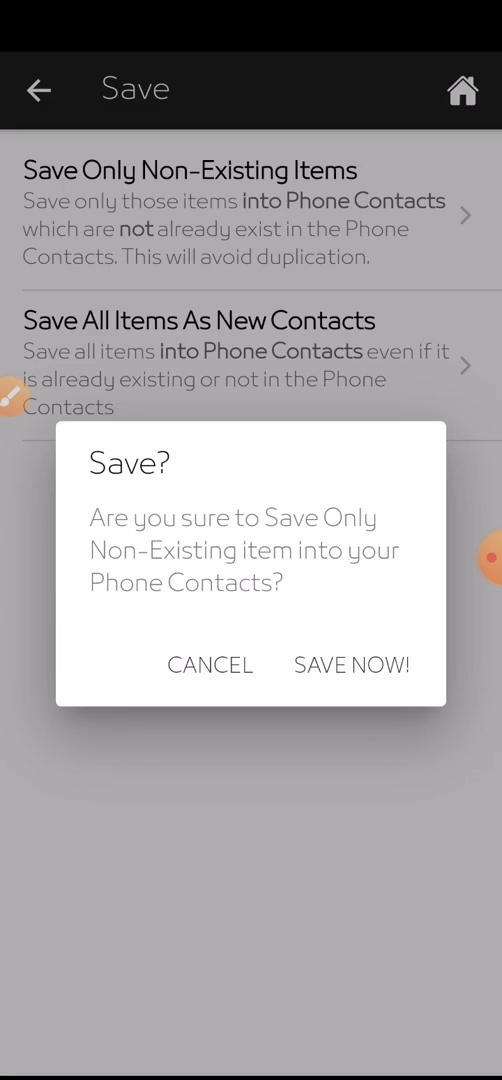 Save
Save Only Non-Existing Items
Save only those items into Phone Contacts
which are not already exist in the Phone
Contacts. This will avoid duplication.
Save All Items As New Contacts
Save all items into Phone Contacts even if it
is already existing or not in the Phone
Contacts
Save?
Are you sure to Save Only
Non-Existing item into your
Phone Contacts?
CANCEL SAVE NOW!